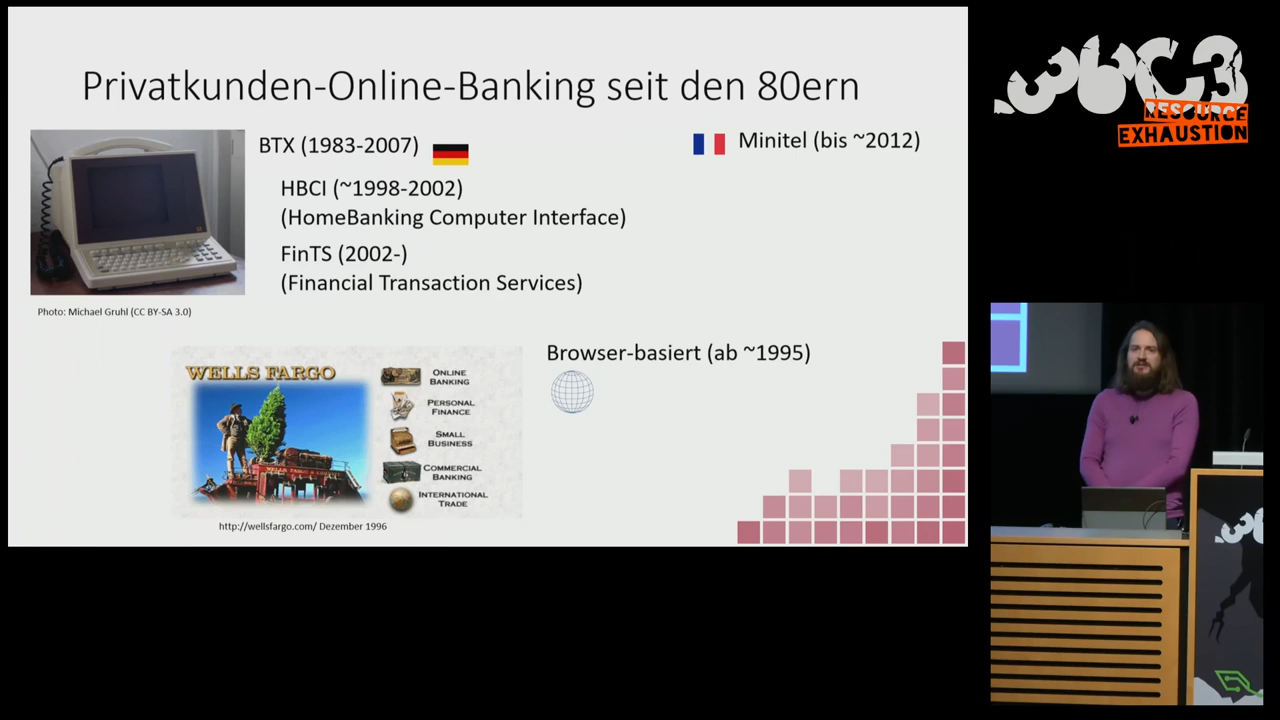 Privatkunden-Online-Banking seit den 80ern
BTX (1983-2007)
Minitel (bis ~2012)
HBCI (~1998-2002)
(HomeBanking Computer Interface)
FinTS (2002-)
(Financial Transaction Services)
Photo: Michael Gruhl (CC BY-SA 3.0)
Browser-basiert (ab ~1995)
WELLS FARGO
ONLINE
BANKING
PERSONAL
FINANCE
SMALL
BUSINESS
COMMERCIAL
BANKING
INTERNATIONAL
TRADE
http://wellsfargo.com/ Dezember 1996
36C3
RESOURCE
EXHAUSTION